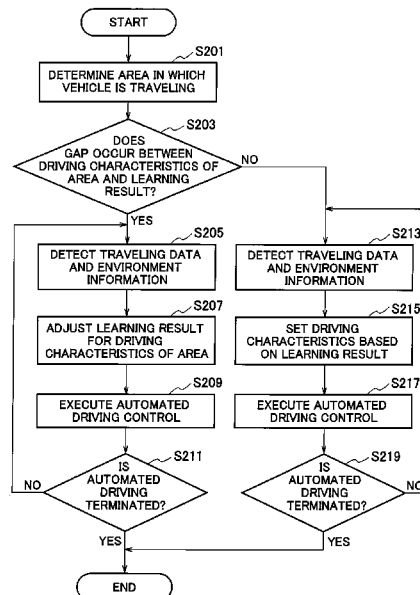 START
S201
DETERMINE AREA IN WHICH
VEHICLE IS TRAVELING
S203
DOES
GAP OCCUR BETWEEN
DRIVING CHARACTERISTICS OF
AREA AND LEARNING
RESULT?
NO
YES
S205
DETECT TRAVELING DATA
AND ENVIRONMENT
INFORMATION
S207
ADJUST LEARNING RESULT
FOR DRIVING
CHARACTERISTICS OF AREA
S209
EXECUTE AUTOMATED
DRIVING CONTROL
S211
IS
AUTOMATED
DRIVING
TERMINATED?
NO
YES
S213
DETECT TRAVELING DATA
AND ENVIRONMENT
INFORMATION
S215
SET DRIVING
CHARACTERISTICS BASED
ON LEARNING RESULT
S217
EXECUTE AUTOMATED
DRIVING CONTROL
S219
IS
AUTOMATED
DRIVING
TERMINATED?
NO
YES
END